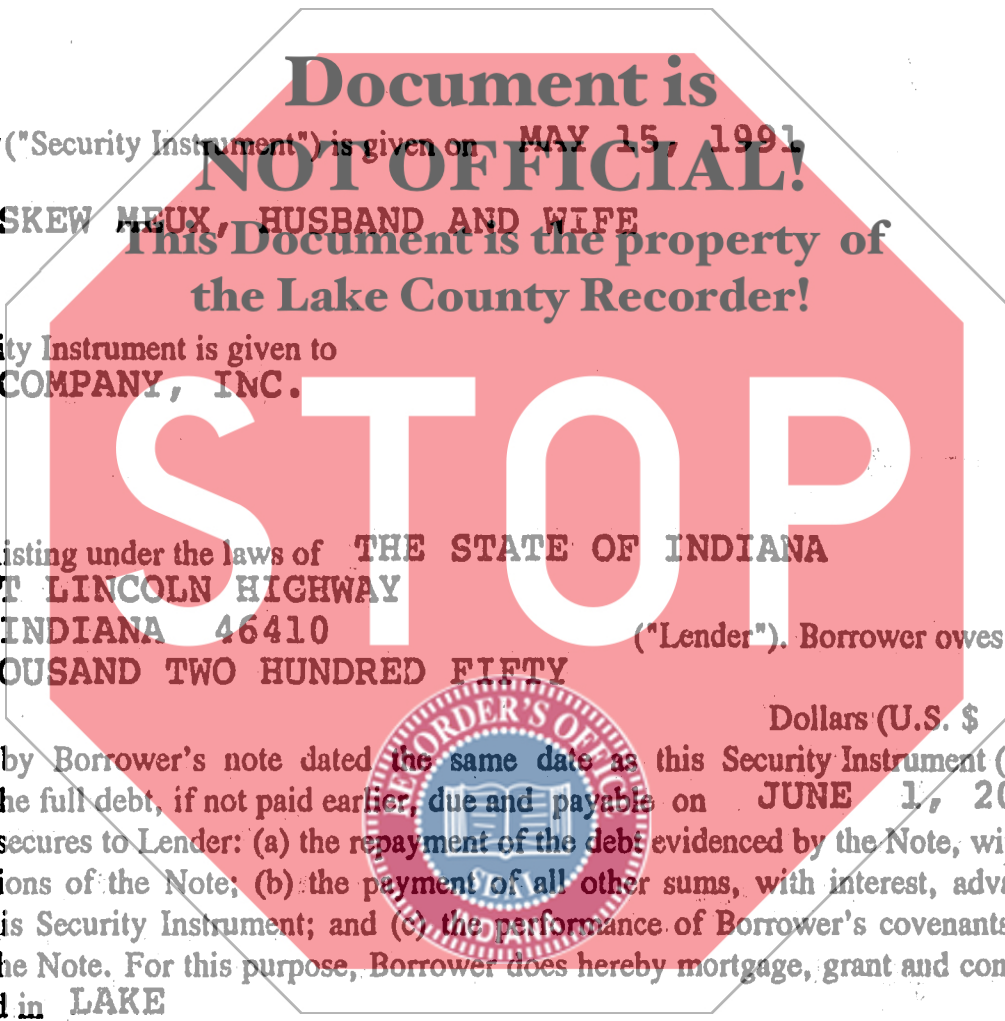 Document is
("Security Instrument") is given on MAY 15, 1991
NOT OFFICIAL!
SKEW MEUX, HUSBAND AND WIFE
This Document is the property of
the Lake County Recorder!
ity Instrument is given to
COMPANY, INC.
STOP
isting under the laws of THE STATE OF INDIANA
T LINCOLN HIGHWAY
INDIANA 46410 ("Lender"). Borrower owes
OUSAND TWO HUNDRED FIFTY
Dollars (U.S. $
by Borrower's note dated the same date as this Security Instrument (
he full debt, if not paid earlier, due and payable on JUNE 1, 20
secures to Lender: (a) the repayment of the debt evidenced by the Note, wi
ions of the Note; (b) the payment of all other sums, with interest, adva
is Security Instrument; and (c) the performance of Borrower's covenants
he Note. For this purpose, Borrower does hereby mortgage, grant and con
d in LAKE
RECORDER'S OFFICE
SEAL
INDIANA